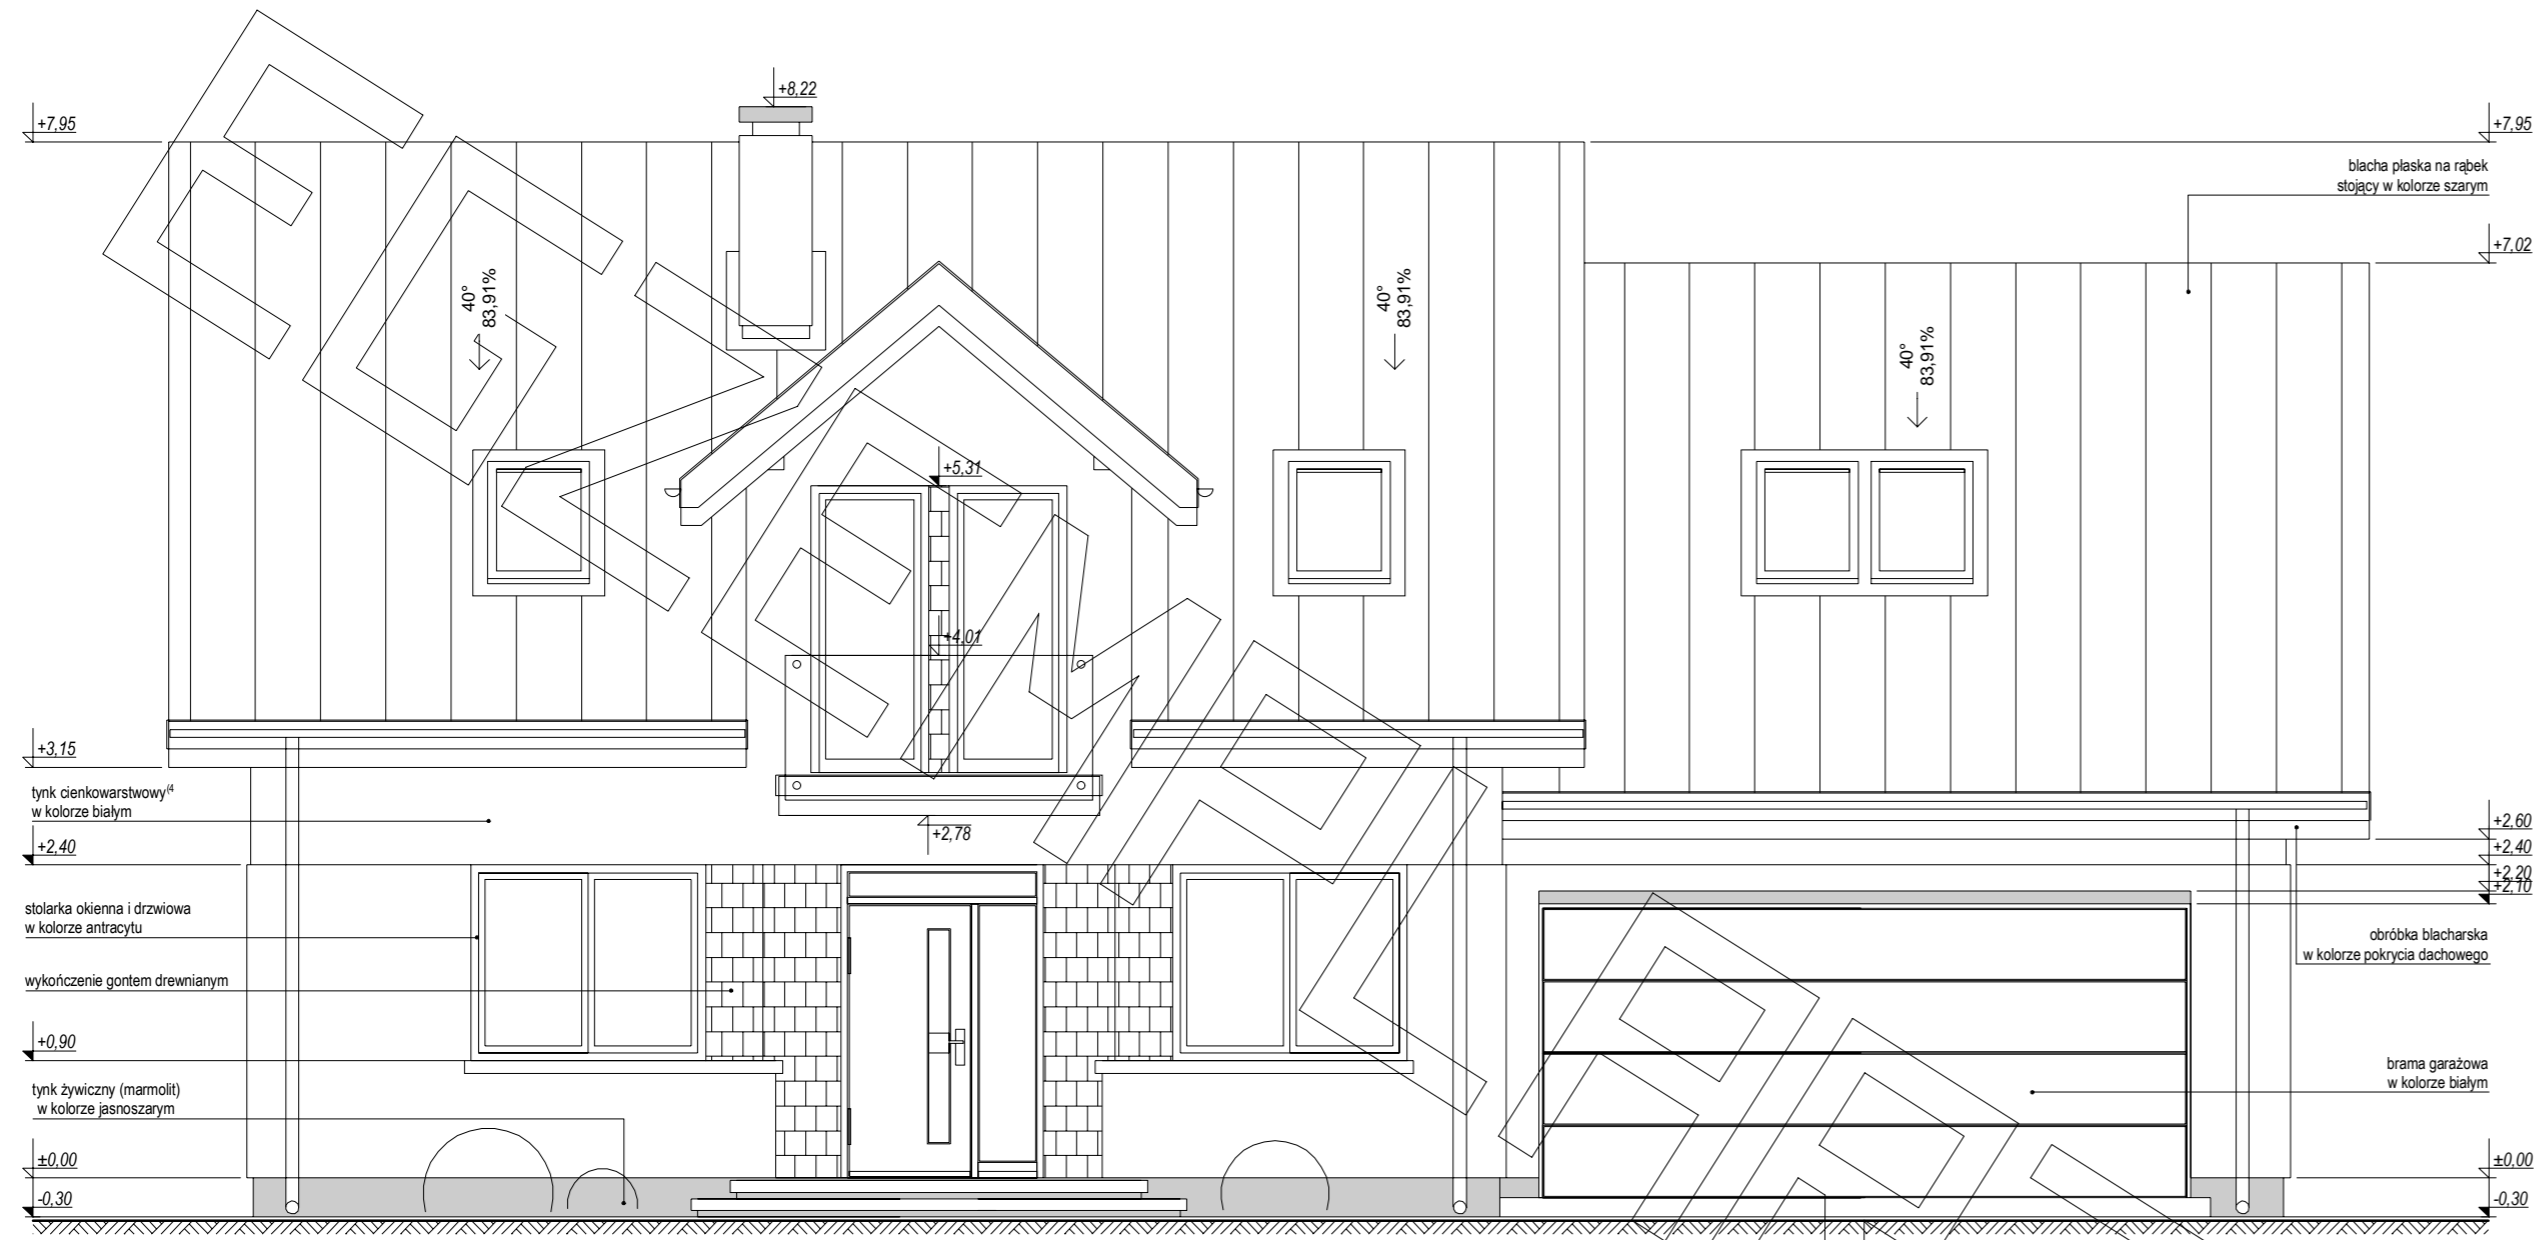 +8,22
+7,95
+7,95
blacha płaska na rąbek
stojący w kolorze szarym
+7,02
40°
83,91%
40°
83,91%
40°
83,91%
+5,31
+4,01
+3,15
tynk cienkowarstwowy(4
w kolorze białym
+2,78
+2,60
+2,40
+2,40
+2,20
+2,10
stolarka okienna i drzwiowa
w kolorze antracytu
obróbka blacharska
w kolorze pokrycia dachowego
wykończenie gontem drewnianym
+0,90
brama garażowa
w kolorze białym
tynk żywiczny (marmolit)
w kolorze jasnoszarym
±0,00
±0,00
-0,30
-0,30